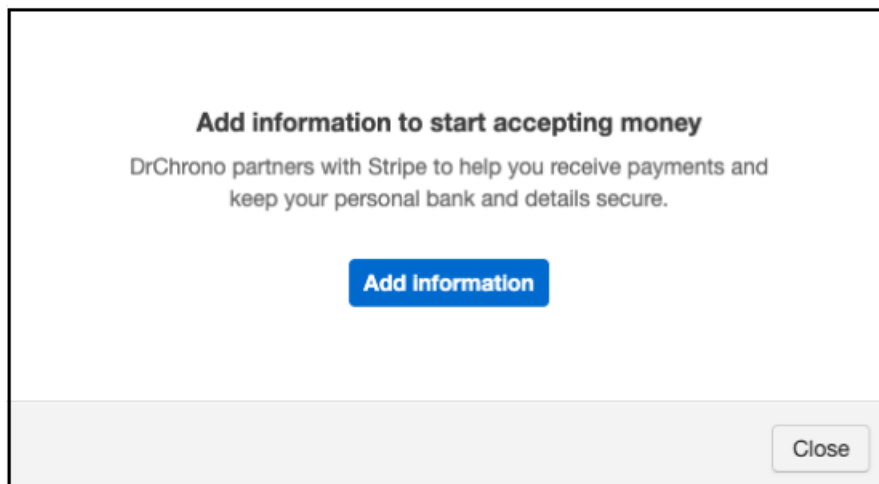 Add information to start accepting money
DrChrono partners with Stripe to help you receive payments and
keep your personal bank and details secure.
Add information
Close